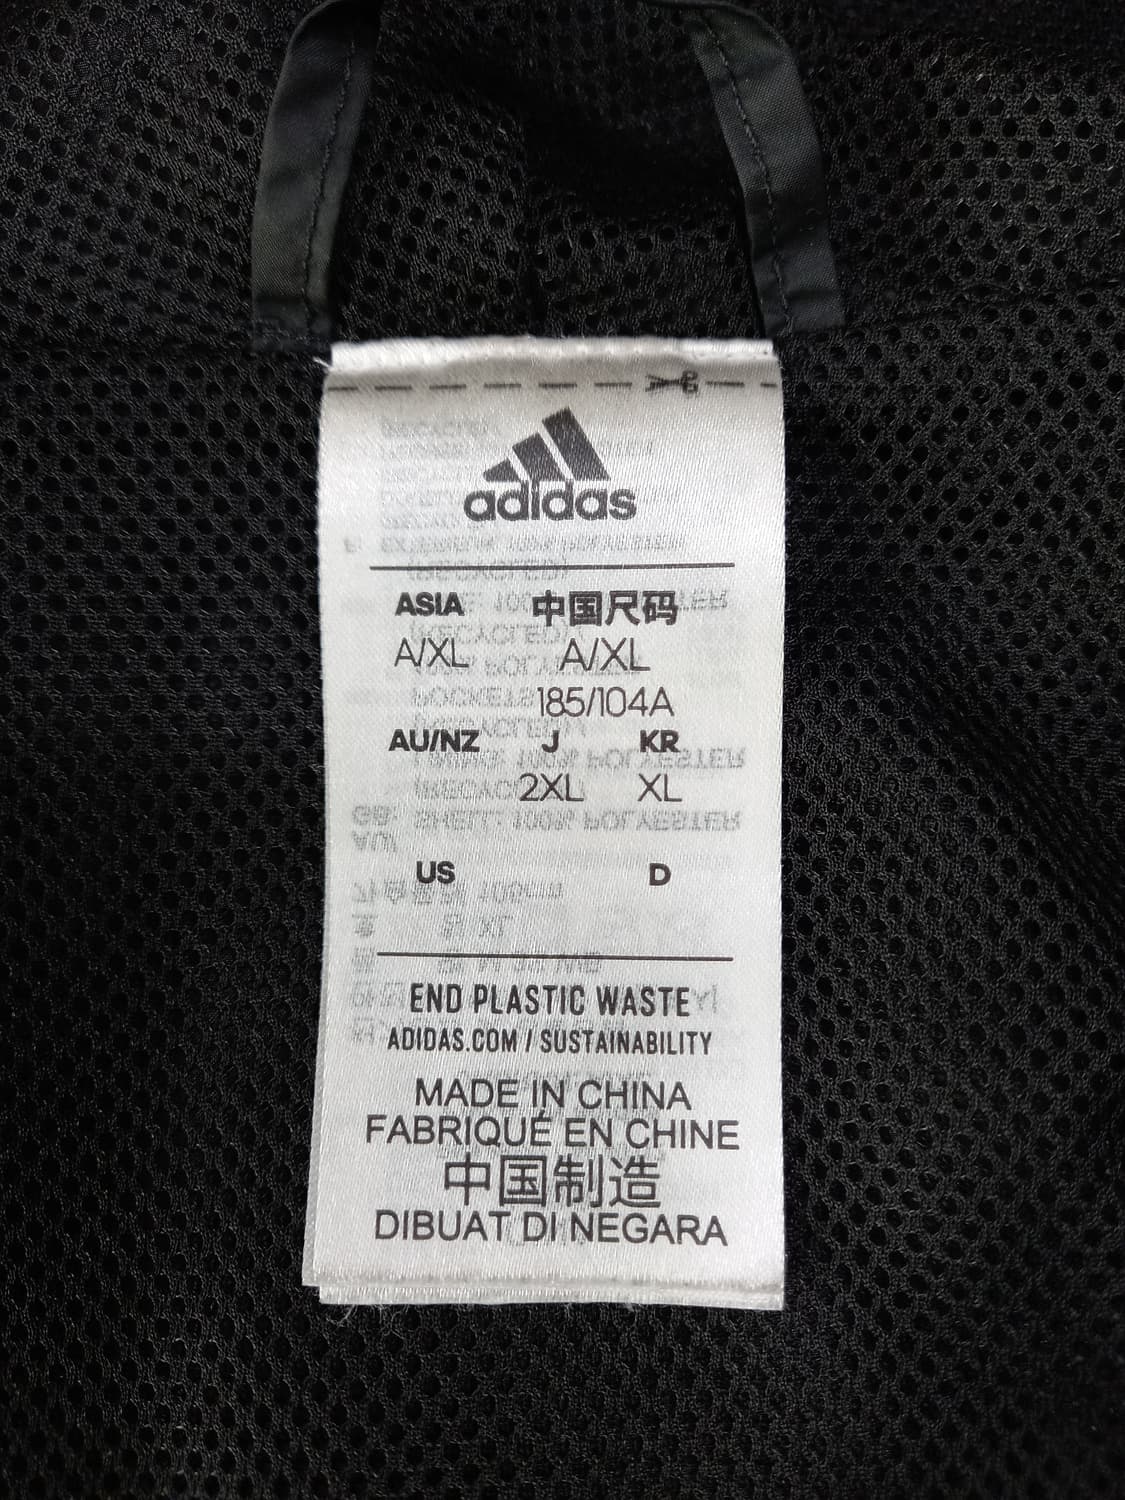 adidas
ASIA 中国尺码
A/XL A/XL
185/104A
AU/NZ J KR
2XL XL
US D
END PLASTIC WASTE
ADIDAS.COM / SUSTAINABILITY
MADE IN CHINA
FABRIQUÉ EN CHINE
中国制造
DIBUAT DI NEGARA